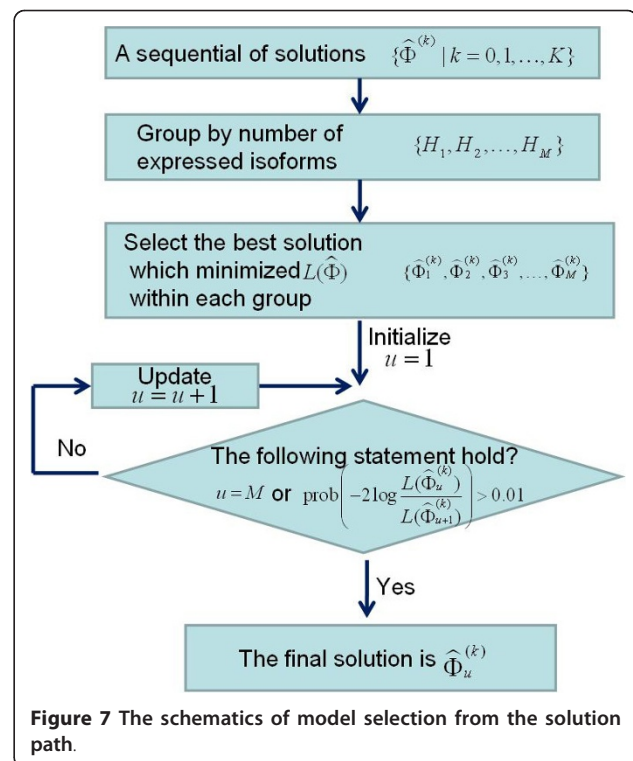 A sequential of solutions {Φ̂^(k) | k = 0,1,...,K}
Group by number of
expressed isoforms
{H_1, H_2, ..., H_M}
Select the best solution
which minimized L(Φ̂)
within each group
{Φ̂_1^(k), Φ̂_2^(k), Φ̂_3^(k), ..., Φ̂_M^(k)}
Initialize
u = 1
Update
u = u+1
No
The following statement hold?
u = M or prob(-2log L(Φ̂_u^(k)) / L(Φ̂_{u+1}^(k))) > 0.01
Yes
The final solution is Φ̂_u^(k)
Figure 7 The schematics of model selection from the solution
path.